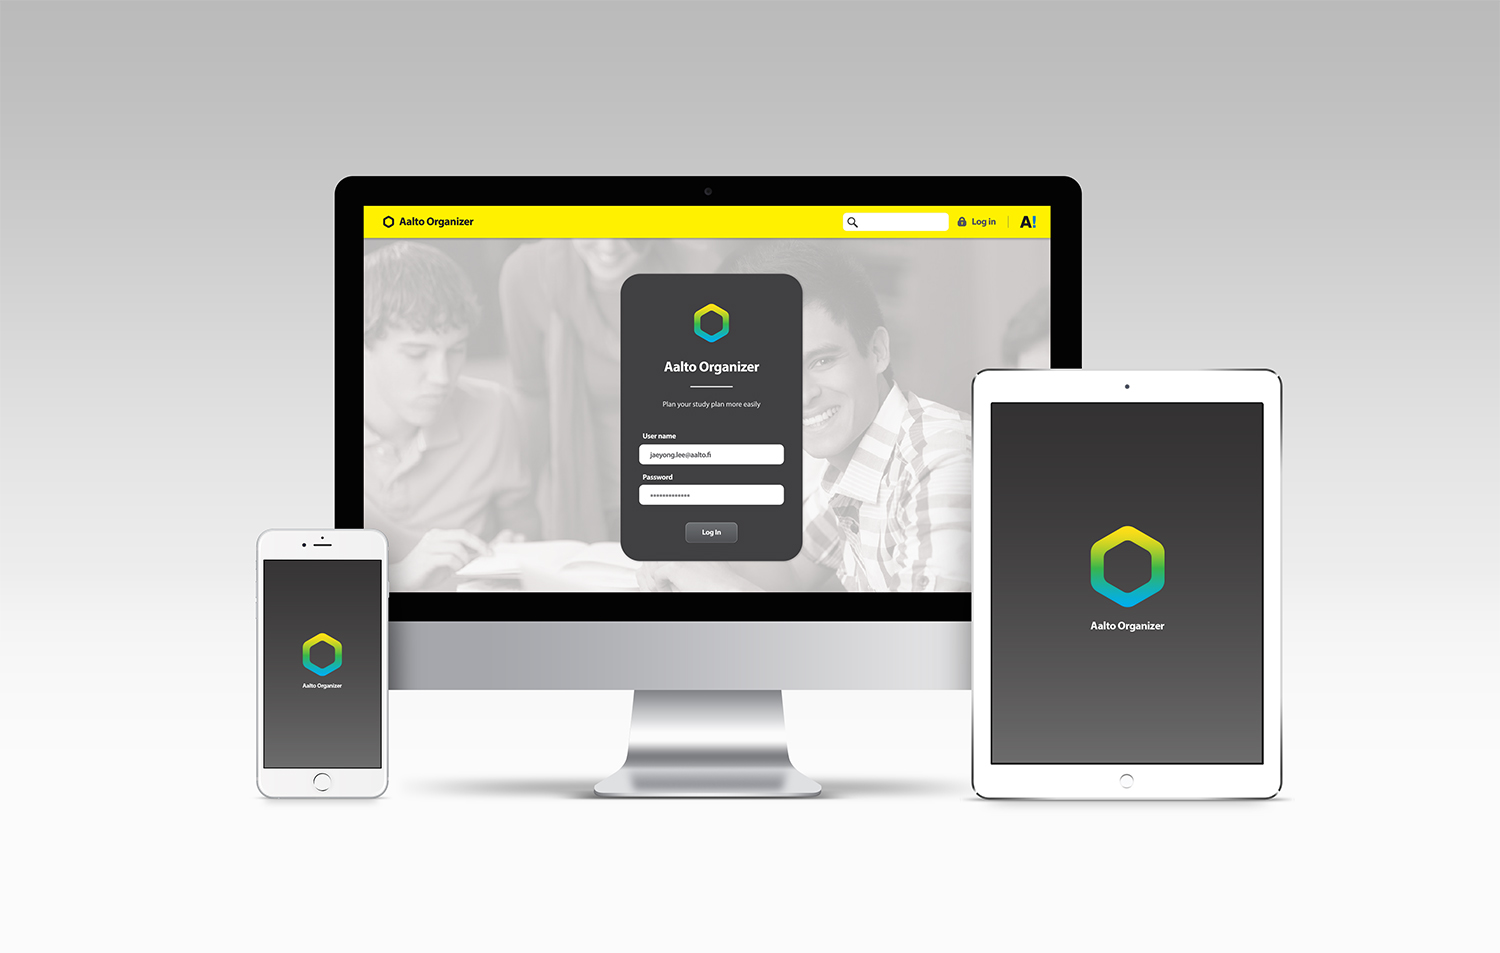 Aalto Organizer
Log in
A!
Aalto Organizer
Plan your study plan more easily
User name
jaeyong.lee@aalto.fi
Password
•••••••••••••
Log In
Aalto Organizer
Aalto Organizer